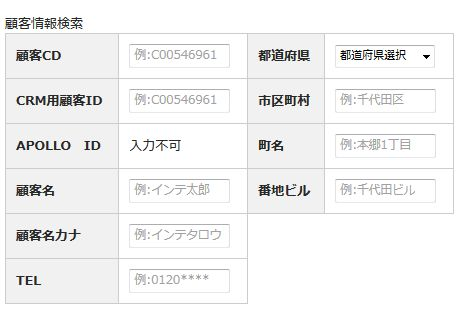 顧客情報検索
顧客CD 例:C00546961 都道府県 都道府県選択
CRM用顧客ID 例:C00546961 市区町村 例:千代田区
APOLLO　ID 入力不可 町名 例:本郷1丁目
顧客名 例:インテ太郎 番地ビル 例:千代田ビル
顧客名カナ 例:インテタロウ
TEL 例:0120****